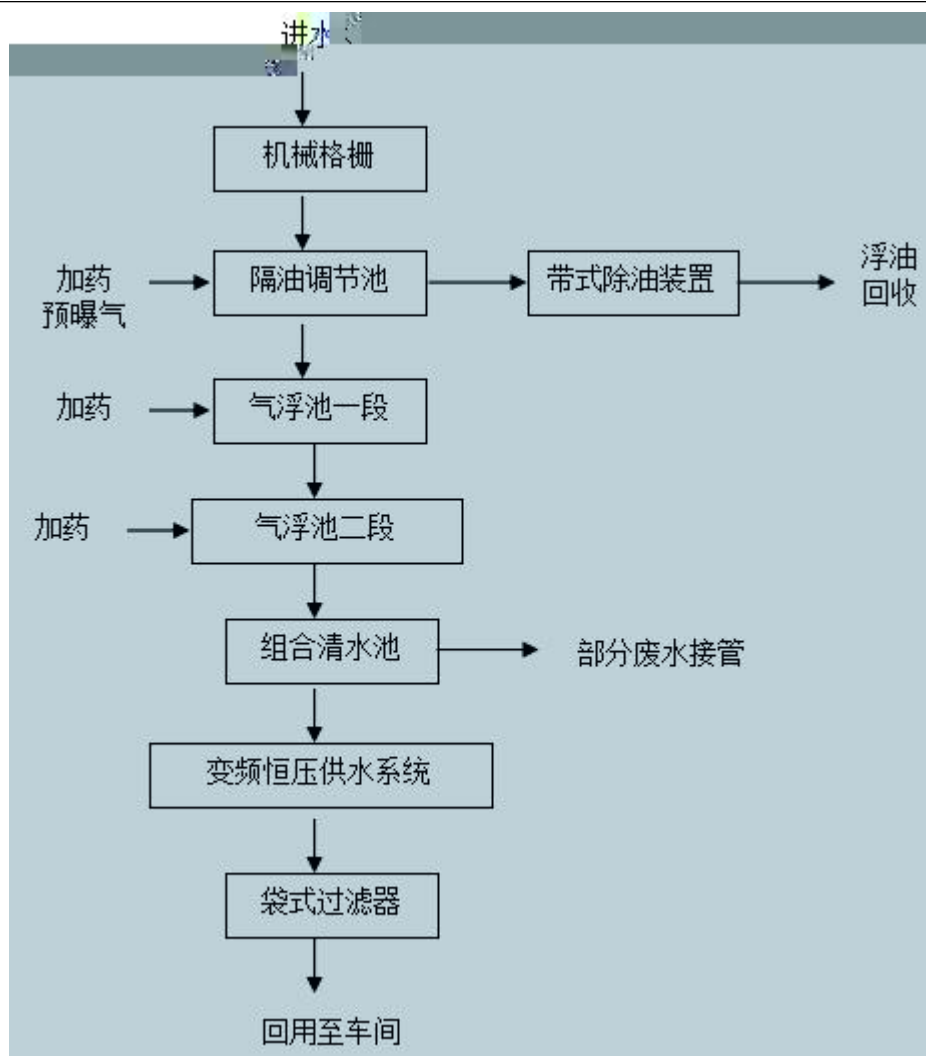 进水
机械格栅
加药
预曝气
隔油调节池
带式除油装置
浮油
回收
加药
气浮池一段
加药
气浮池二段
组合清水池
部分废水接管
变频恒压供水系统
袋式过滤器
回用至车间